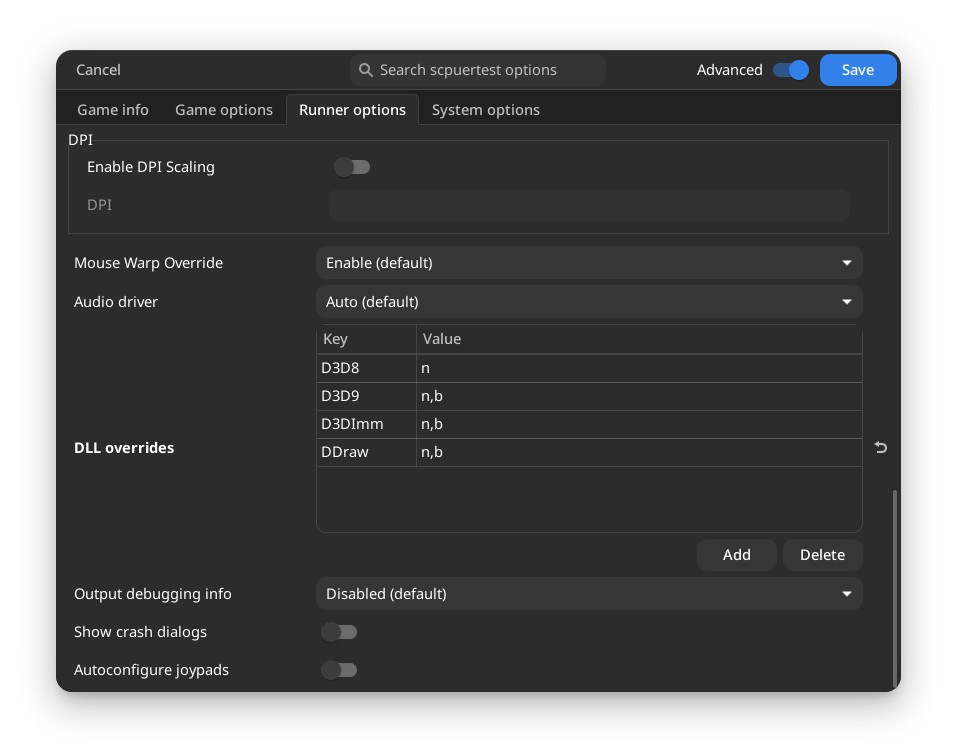 Cancel
Search scpuertest options
Advanced
Save
Game info
Game options
Runner options
System options
DPI
Enable DPI Scaling
DPI
Mouse Warp Override
Enable (default)
Audio driver
Auto (default)
Key Value
D3D8 n
D3D9 n,b
D3DImm n,b
DLL overrides
DDraw n,b
Add
Delete
Output debugging info
Disabled (default)
Show crash dialogs
Autoconfigure joypads